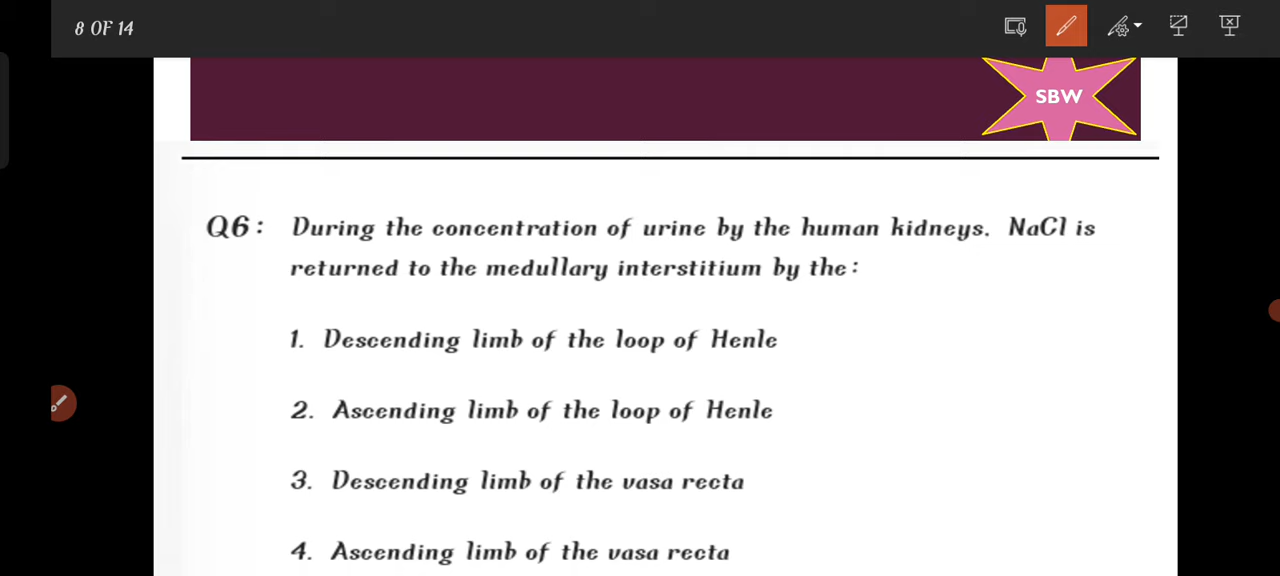 8 OF 14
SBW
Q6: During the concentration of urine by the human kidneys. NaCl is
returned to the medullary interstitium by the:
1. Descending limb of the loop of Henle
2. Ascending limb of the loop of Henle
3. Descending limb of the vasa recta
4. Ascending limb of the vasa recta